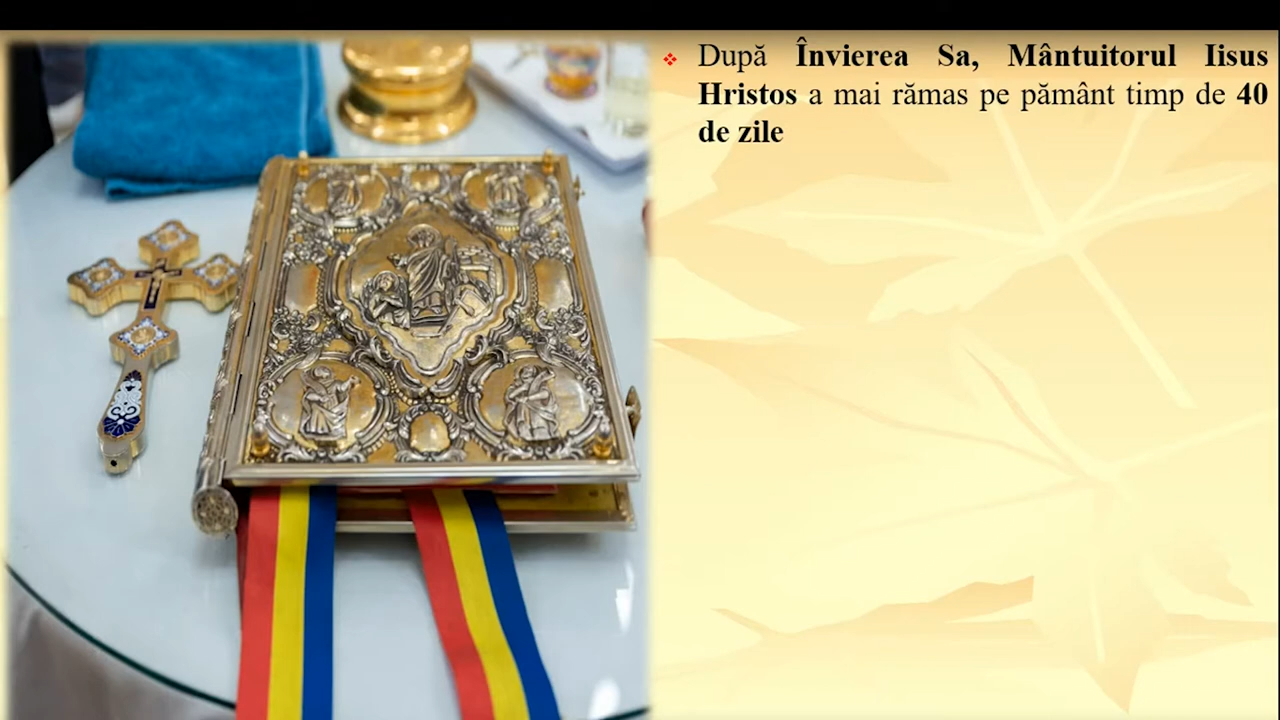 După Învierea Sa, Mântuitorul Iisus
Hristos a mai rămas pe pământ timp de 40
de zile